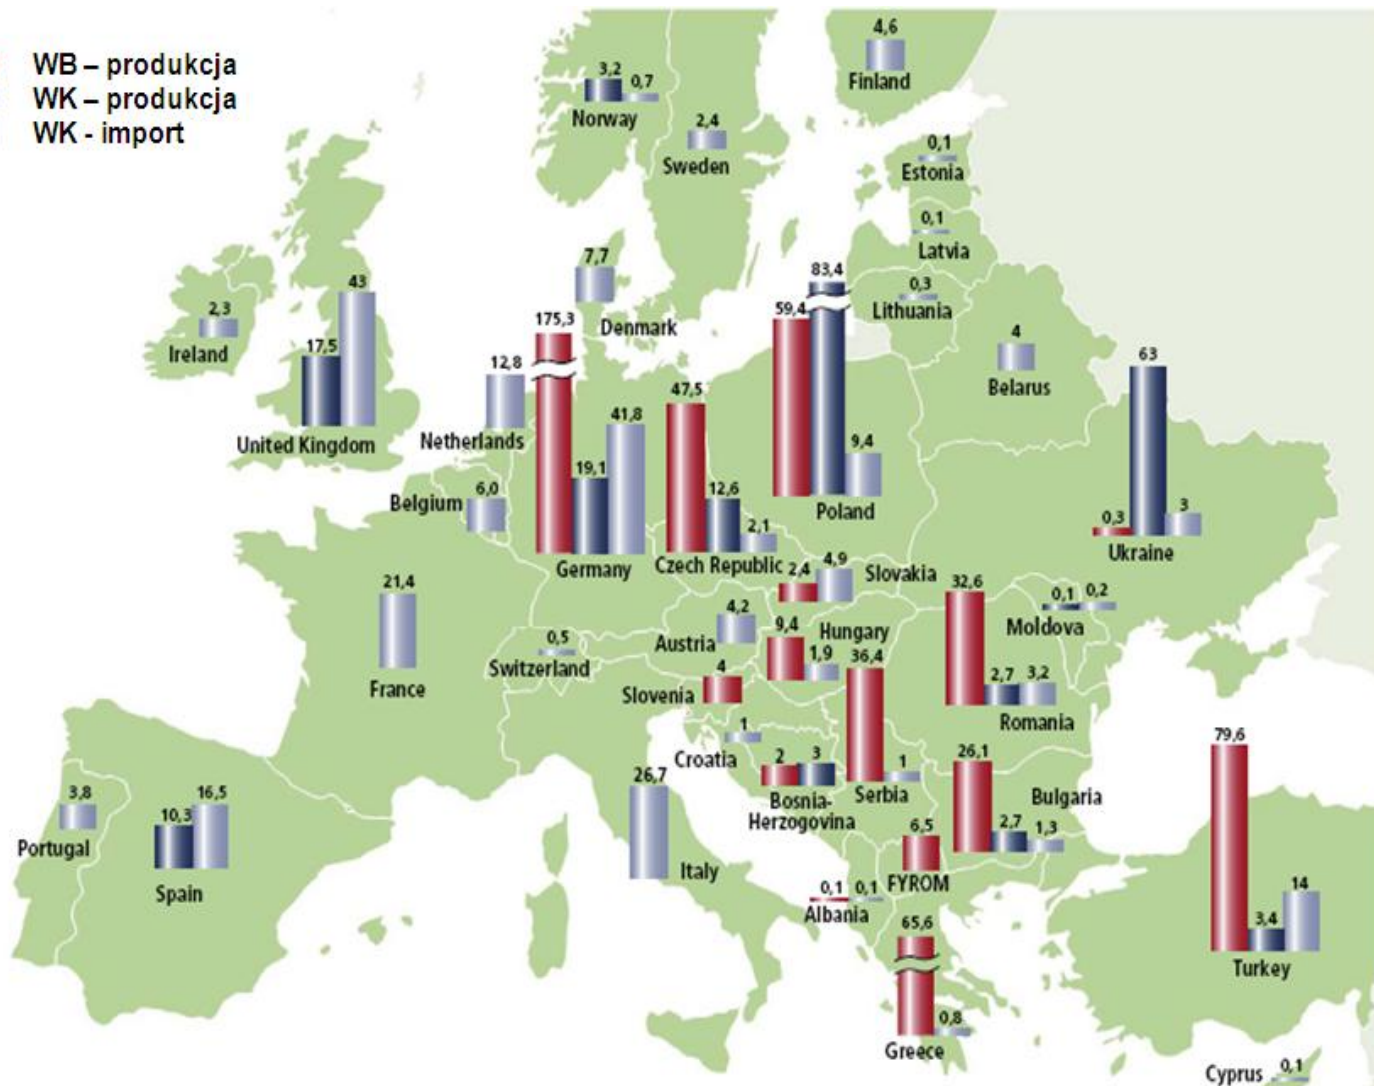 WB – produkcja
WK – produkcja
WK - import
4,6
Finland
3,2
0,7
Norway
2,4
Sweden
0,1
Estonia
0,1
Latvia
0,3
Lithuania
7,7
Denmark
2,3
Ireland
17,5
43
United Kingdom
12,8
Netherlands
6,0
Belgium
175,3
19,1
41,8
Germany
47,5
12,6
2,1
Czech Republic
59,4
83,4
9,4
Poland
4
Belarus
0,3
63
3
Ukraine
2,4
4,9
Slovakia
21,4
France
0,5
Switzerland
4,2
Austria
9,4
1,9
Hungary
4
Slovenia
1
Croatia
2
3
Bosnia-
Herzogovina
36,4
1
Serbia
32,6
2,7
3,2
Romania
0,1
0,2
Moldova
26,1
2,7
1,3
Bulgaria
3,8
Portugal
10,3
16,5
Spain
26,7
Italy
6,5
FYROM
0,1
0,1
Albania
65,6
0,8
Greece
79,6
3,4
14
Turkey
0,1
Cyprus